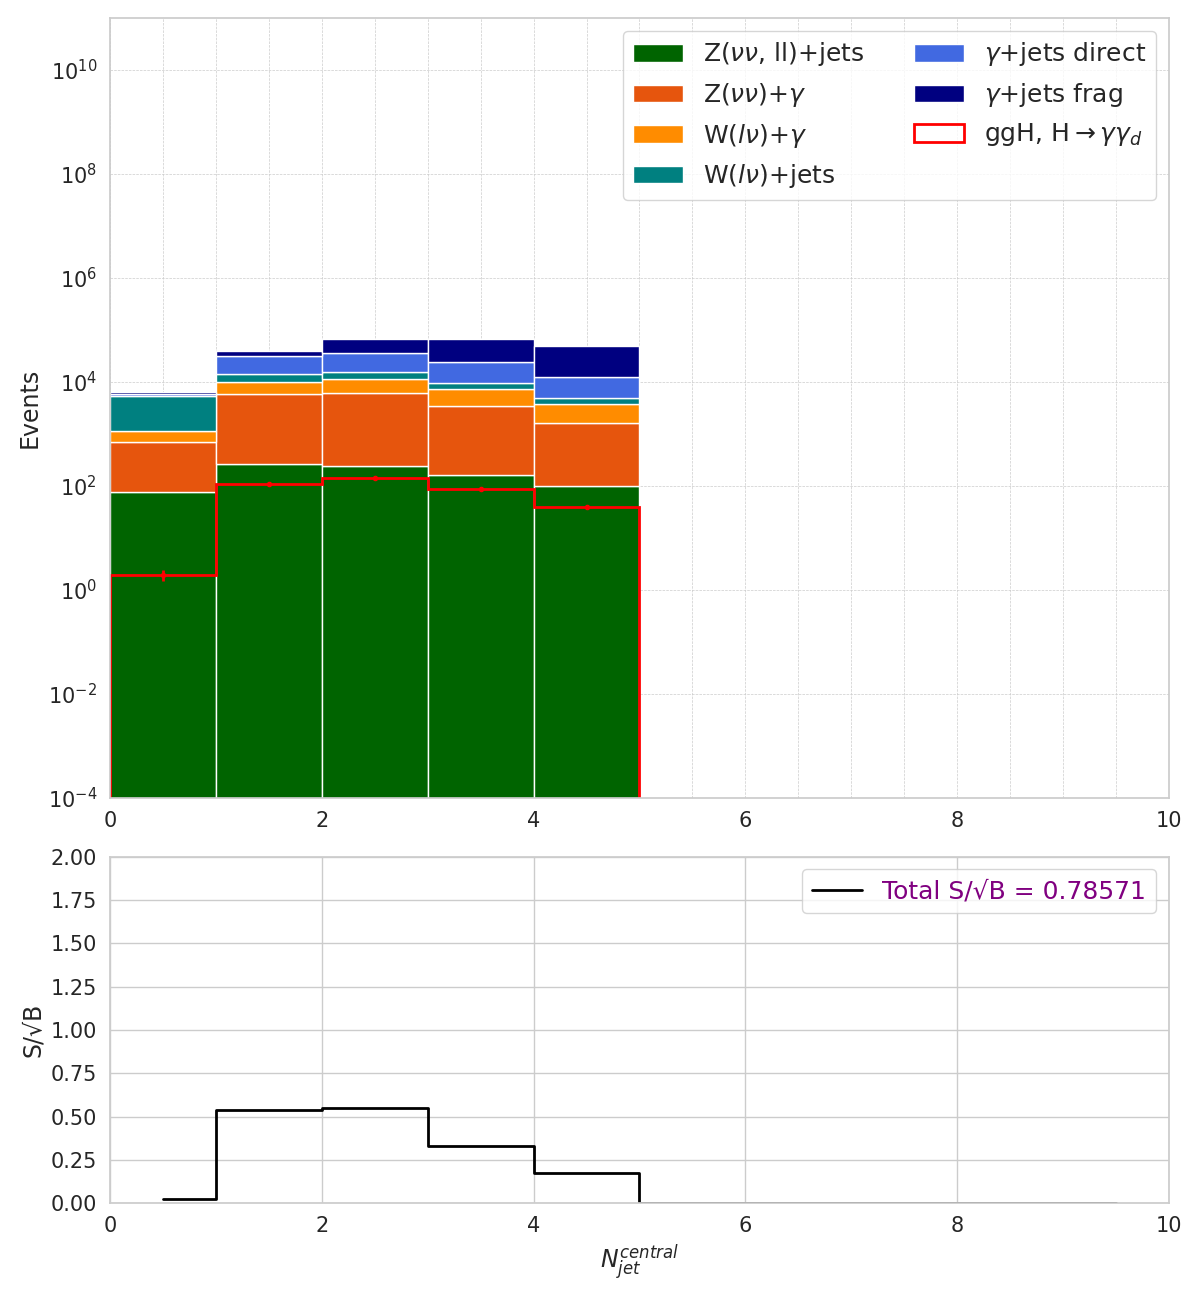 Z(νν, ll)+jets
Z(νν)+γ
W(lν)+γ
W(lν)+jets
γ+jets direct
γ+jets frag
ggH, H→γγ_d
Events
10^10
10^8
10^6
10^4
10^2
10^0
10^−2
10^−4
0 2 4 6 8 10
Total S/√B = 0.78571
S/√B
2.00
1.75
1.50
1.25
1.00
0.75
0.50
0.25
0.00
0 2 4 6 8 10
N_jet^central